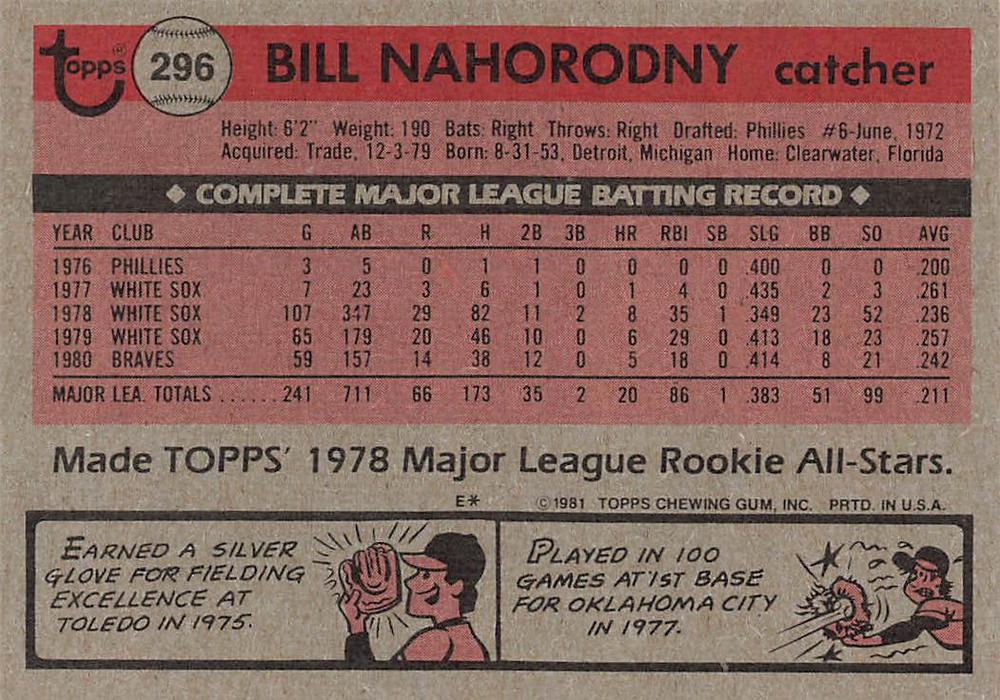 topps® 296 BILL NAHORODNY catcher
Height: 6'2" Weight: 190 Bats: Right Throws: Right Drafted: Phillies #6-June, 1972
Acquired: Trade, 12-3-79 Born: 8-31-53, Detroit, Michigan Home: Clearwater, Florida
◆ COMPLETE MAJOR LEAGUE BATTING RECORD ◆
YEAR CLUB G AB R H 2B 3B HR RBI SB SLG BB SO AVG
1976 PHILLIES 3 5 0 1 1 0 0 0 0 .400 0 0 .200
1977 WHITE SOX 7 23 3 6 1 0 1 4 0 .435 2 3 .261
1978 WHITE SOX 107 347 29 82 11 2 8 35 1 .349 23 52 .236
1979 WHITE SOX 65 179 20 46 10 0 6 29 0 .413 18 23 .257
1980 BRAVES 59 157 14 38 12 0 5 18 0 .414 8 21 .242
MAJOR LEA. TOTALS ...... 241 711 66 173 35 2 20 86 1 .383 51 99 .211
Made TOPPS' 1978 Major League Rookie All-Stars.
E* ©1981 TOPPS CHEWING GUM, INC. PRTD. IN U.S.A.
EARNED A SILVER
GLOVE FOR FIELDING
EXCELLENCE AT
TOLEDO IN 1975.
PLAYED IN 100
GAMES AT 1ST BASE
FOR OKLAHOMA CITY
IN 1977.